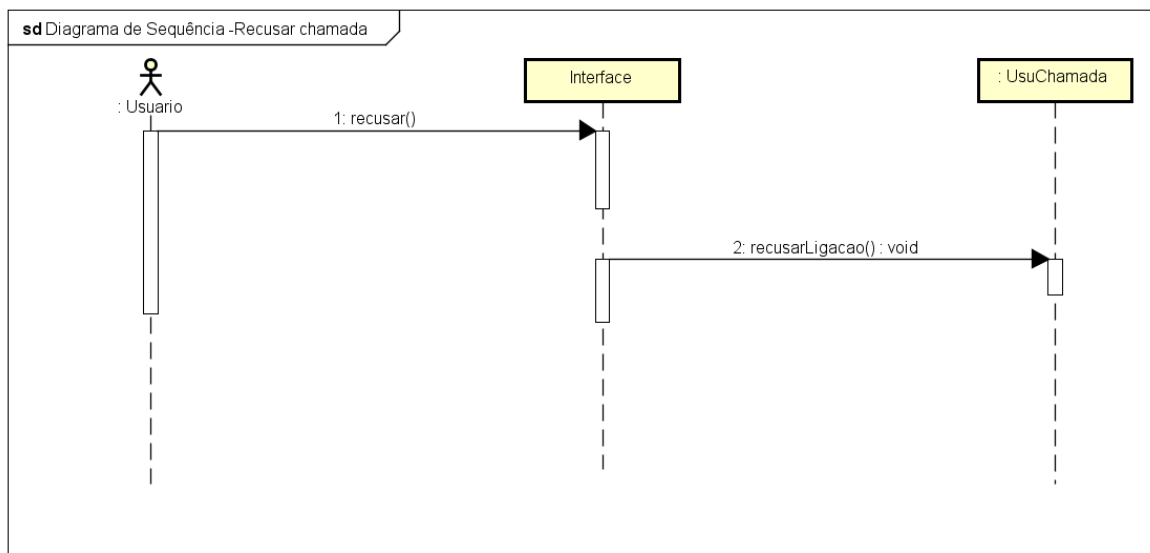 sd Diagrama de Sequência -Recusar chamada
: Usuario
Interface
: UsuChamada
1: recusar()
2: recusarLigacao() : void